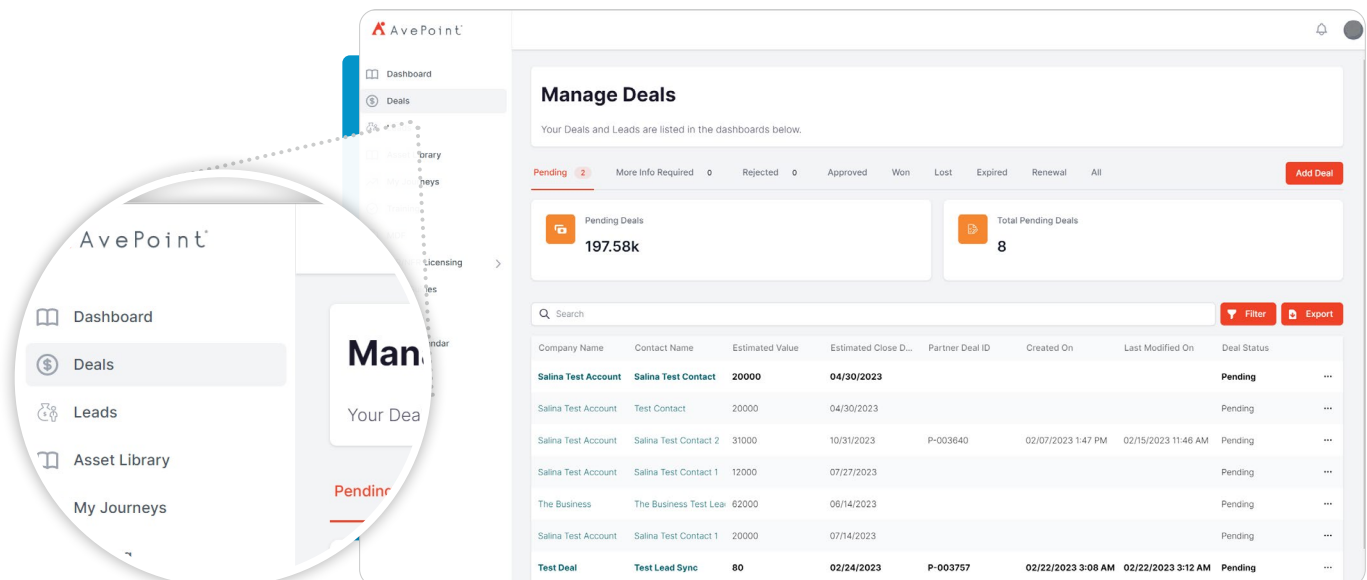 AvePoint
Dashboard
Deals
Library
Licensing
Manage Deals
Your Deals and Leads are listed in the dashboards below.
Pending 2 More Info Required 0 Rejected 0 Approved Won Lost Expired Renewal All Add Deal
Pending Deals
197.58k
Total Pending Deals
8
Search Filter Export
Company Name Contact Name Estimated Value Estimated Close D... Partner Deal ID Created On Last Modified On Deal Status
Salina Test Account Salina Test Contact 20000 04/30/2023 Pending ...
Salina Test Account Test Contact 20000 04/30/2023 Pending ...
Salina Test Account Salina Test Contact 2 31000 10/31/2023 P-003640 02/07/2023 1:47 PM 02/15/2023 11:46 AM Pending ...
Salina Test Account Salina Test Contact 1 12000 07/27/2023 Pending ...
The Business The Business Test Lea 62000 06/14/2023 Pending ...
Salina Test Account Salina Test Contact 1 20000 07/14/2023 Pending ...
Test Deal Test Lead Sync 80 02/24/2023 P-003757 02/22/2023 3:08 AM 02/22/2023 3:12 AM Pending ...
AvePoint
Dashboard
Deals
Leads
Asset Library
My Journeys
Man
Your Dea
Pending